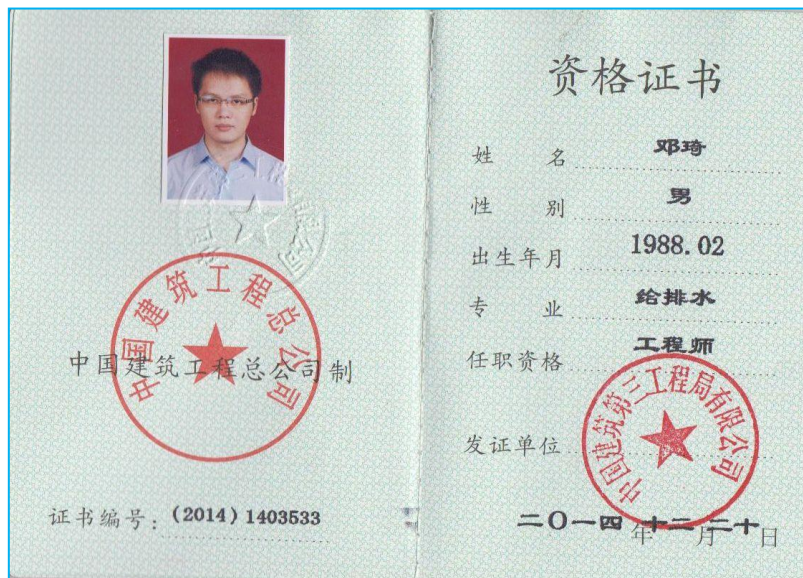 中国建筑工程总公司
中国建筑工程总公司制
证书编号：(2014)1403533
资格证书
姓名 邓琦
性别 男
出生年月 1988.02
专业 给排水
任职资格 工程师
发证单位
中国建筑第三工程局有限公司
二〇一四年十二月二十日